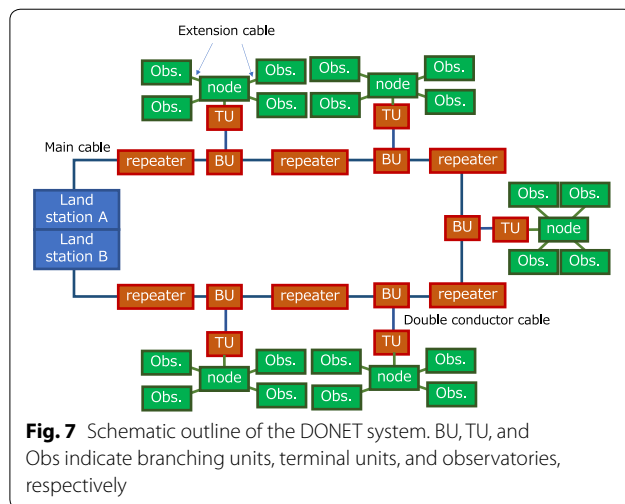 Extension cable
Obs. Obs. Obs. Obs.
node node
Obs. Obs. Obs. Obs.
TU TU
Main cable
repeater BU repeater BU repeater
Land
station A
Land
station B
Obs. Obs.
BU TU node
Obs. Obs.
repeater BU repeater BU repeater
Double conductor cable
TU TU
Obs. Obs. Obs. Obs.
node node
Obs. Obs. Obs. Obs.
Fig. 7 Schematic outline of the DONET system. BU, TU, and
Obs indicate branching units, terminal units, and observatories,
respectively